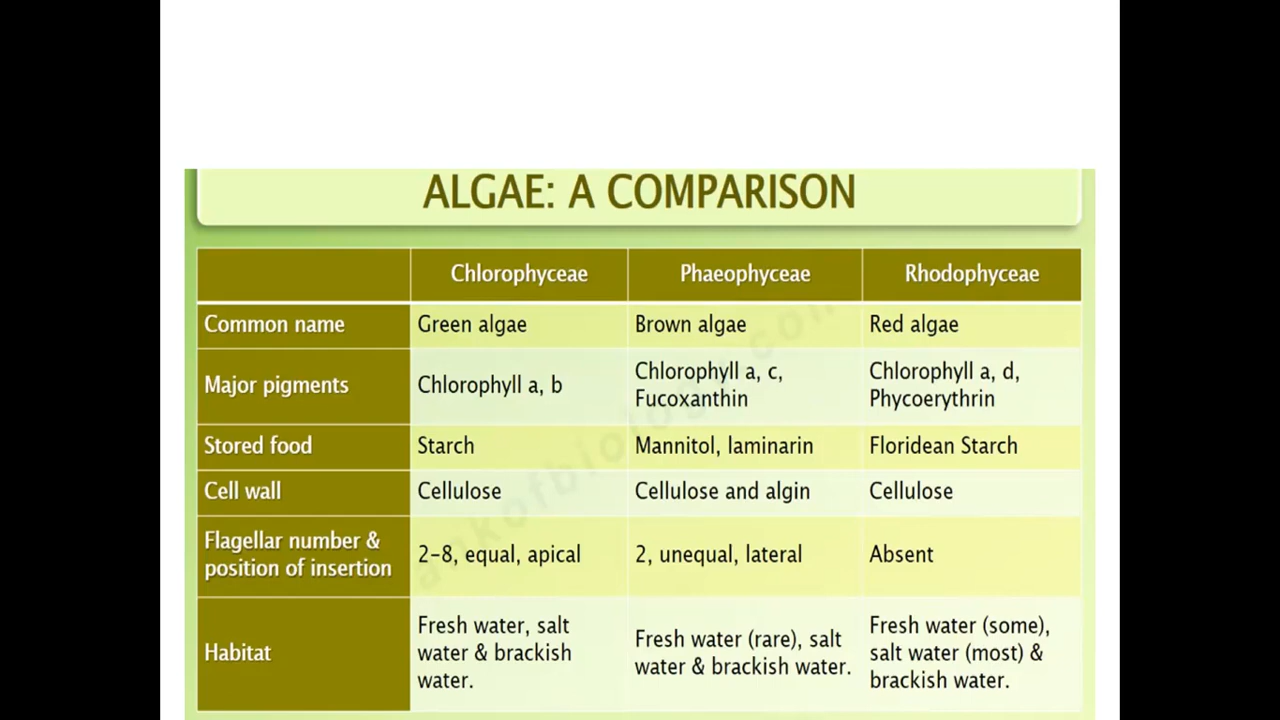 ALGAE: A COMPARISON
Chlorophyceae Phaeophyceae Rhodophyceae
Common name Green algae Brown algae Red algae
Major pigments Chlorophyll a, b Chlorophyll a, c, Fucoxanthin Chlorophyll a, d, Phycoerythrin
Stored food Starch Mannitol, laminarin Floridean Starch
Cell wall Cellulose Cellulose and algin Cellulose
Flagellar number & position of insertion 2–8, equal, apical 2, unequal, lateral Absent
Habitat Fresh water, salt water & brackish water. Fresh water (rare), salt water & brackish water. Fresh water (some), salt water (most) & brackish water.